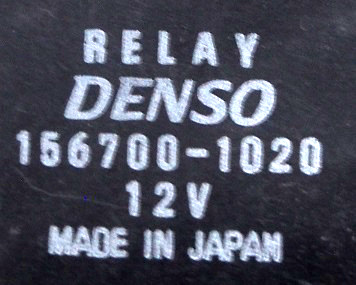 RELAY
DENSO
156700-1020
12V
MADE IN JAPAN